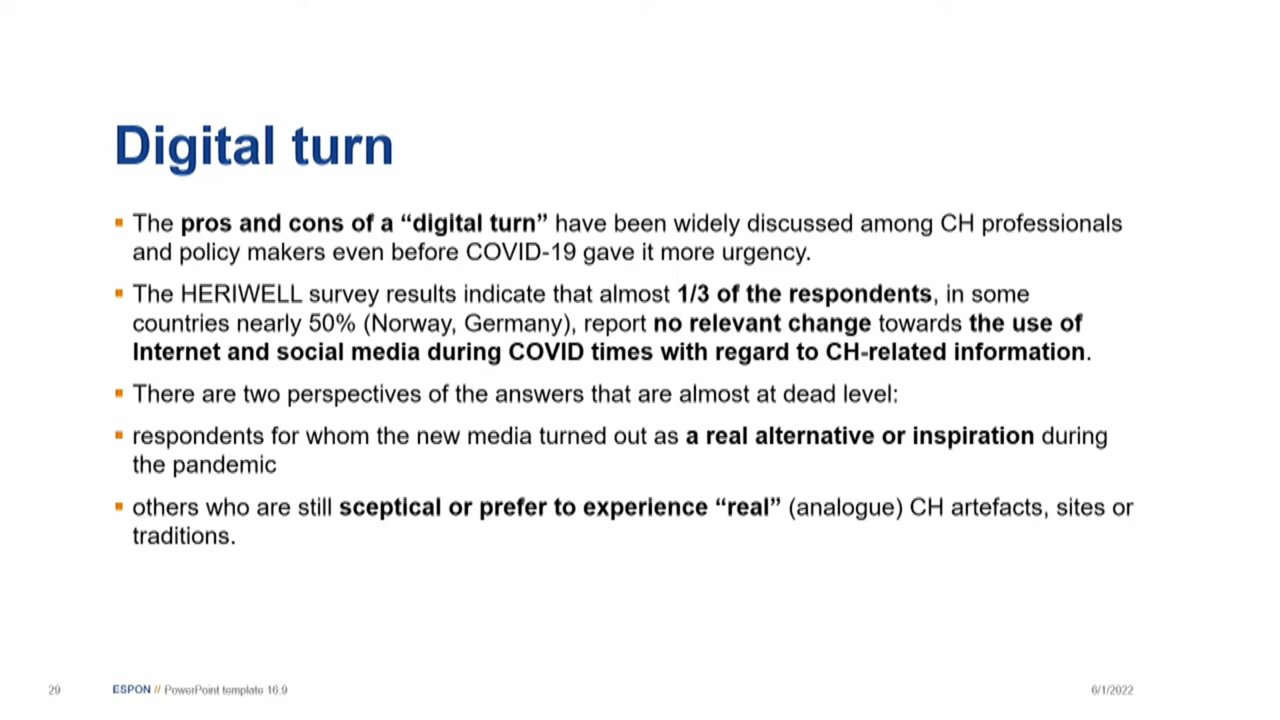 Digital turn
The pros and cons of a “digital turn” have been widely discussed among CH professionals
and policy makers even before COVID-19 gave it more urgency.
The HERIWELL survey results indicate that almost 1/3 of the respondents, in some
countries nearly 50% (Norway, Germany), report no relevant change towards the use of
Internet and social media during COVID times with regard to CH-related information.
There are two perspectives of the answers that are almost at dead level:
respondents for whom the new media turned out as a real alternative or inspiration during
the pandemic
others who are still sceptical or prefer to experience “real” (analogue) CH artefacts, sites or
traditions.
29 ESPON // PowerPoint template 16:9 6/1/2022